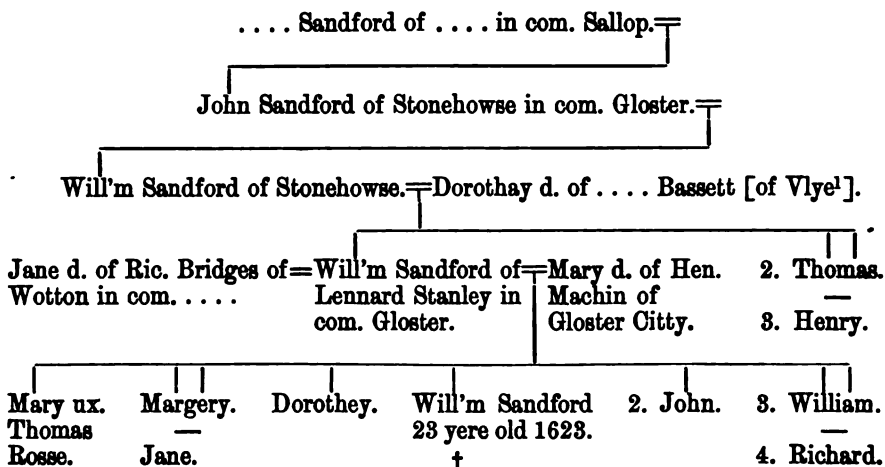 .... Sandford of .... in com. Sallop.
John Sandford of Stonehowse in com. Gloster.
Will'm Sandford of Stonehowse.=Dorothay d. of .... Bassett [of Vlye¹].
Jane d. of Ric. Bridges of=Will'm Sandford of=Mary d. of Hen. 2. Thomas.
Wotton in com. .... Lennard Stanley in Machin of —
com. Gloster. Gloster Citty. 3. Henry.
Mary ux. Margery. Dorothey. Will'm Sandford 2. John. 3. William.
Thomas — 23 yere old 1623. —
Rosse. Jane. † 4. Richard.